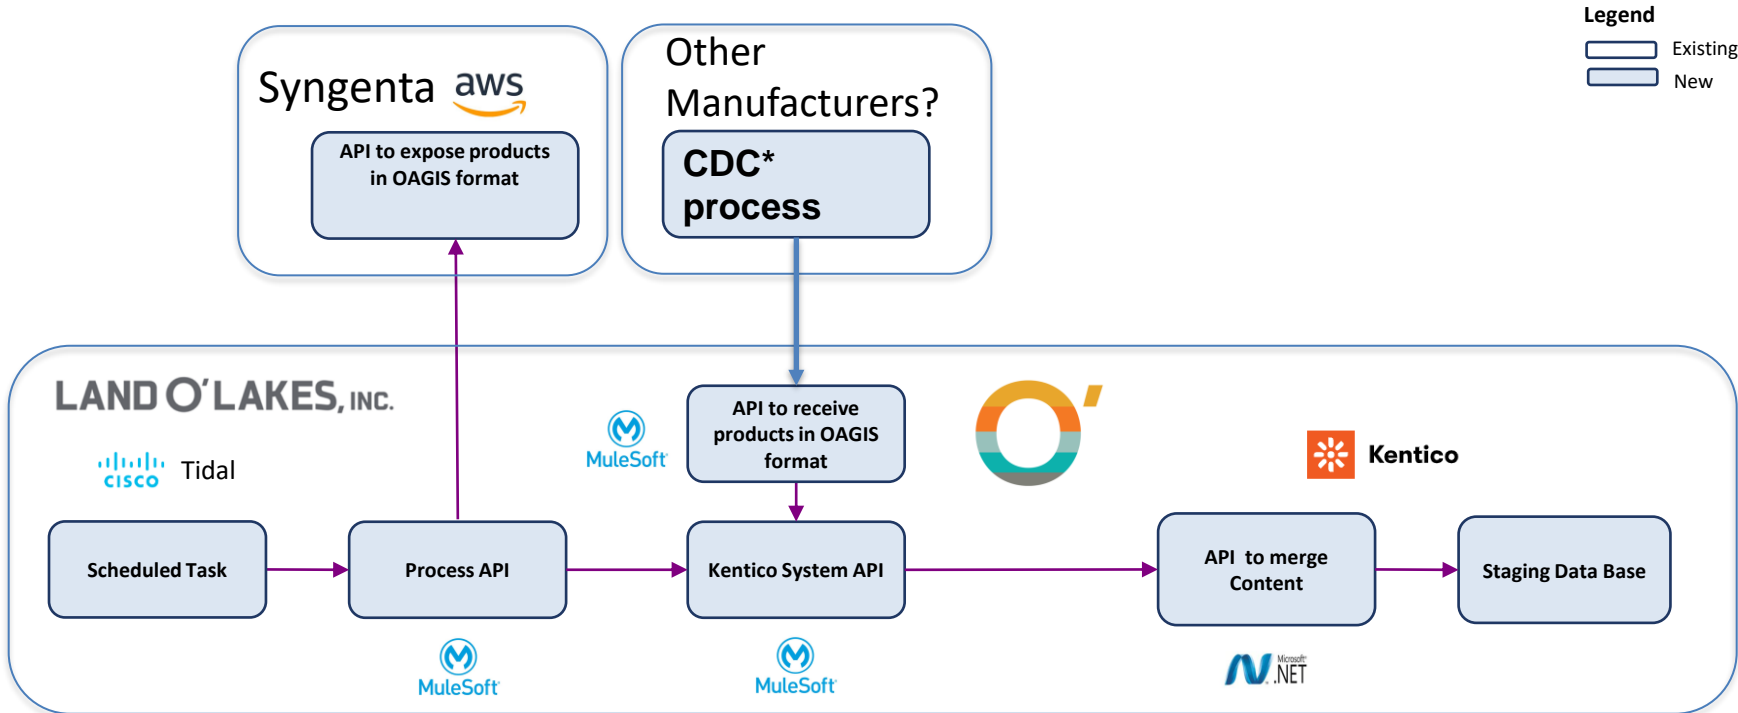 Legend
Existing
New
Syngenta aws
API to expose products
in OAGIS format
Other
Manufacturers?
CDC*
process
LAND O'LAKES, INC.
CISCO Tidal
MuleSoft
API to receive
products in OAGIS
format
O'
Kentico
Scheduled Task
Process API
Kentico System API
API to merge
Content
Staging Data Base
MuleSoft
MuleSoft
Microsoft
.NET